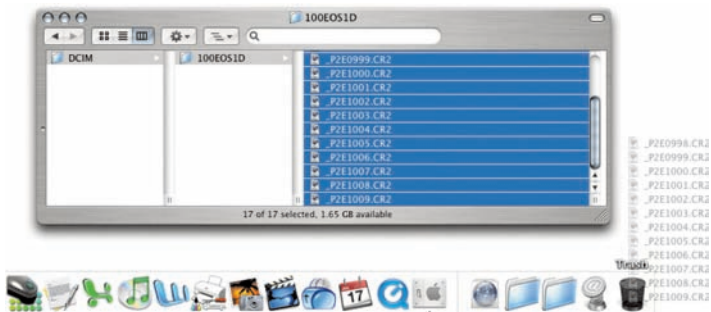 100EOS1D
DCIM
100EOS1D
_P2E0999.CR2
_P2E1000.CR2
_P2E1001.CR2
_P2E1002.CR2
_P2E1003.CR2
_P2E1004.CR2
_P2E1005.CR2
_P2E1006.CR2
_P2E1007.CR2
_P2E1008.CR2
_P2E1009.CR2
17 of 17 selected, 1.65 GB available
_P2E0998.CR2
_P2E0999.CR2
_P2E1000.CR2
_P2E1001.CR2
_P2E1002.CR2
_P2E1003.CR2
_P2E1004.CR2
_P2E1005.CR2
_P2E1006.CR2
Trash
_P2E1007.CR2
_P2E1008.CR2
_P2E1009.CR2
17